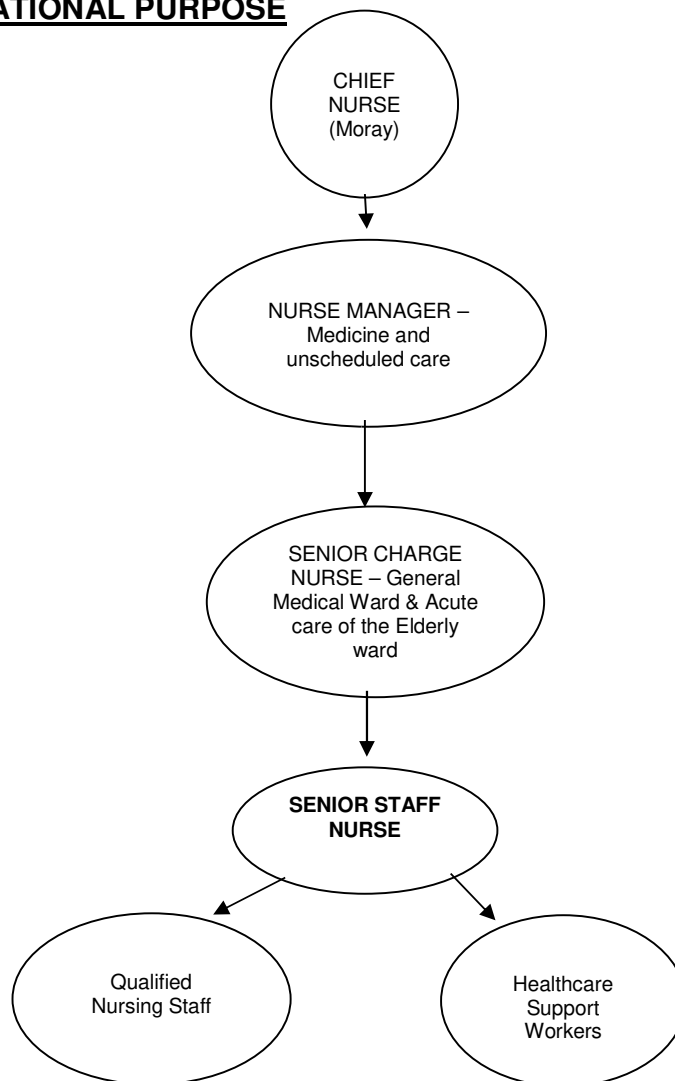 ATIONAL PURPOSE
CHIEF
NURSE
(Moray)
NURSE MANAGER –
Medicine and
unscheduled care
SENIOR CHARGE
NURSE – General
Medical Ward & Acute
care of the Elderly
ward
SENIOR STAFF
NURSE
Qualified
Nursing Staff
Healthcare
Support
Workers